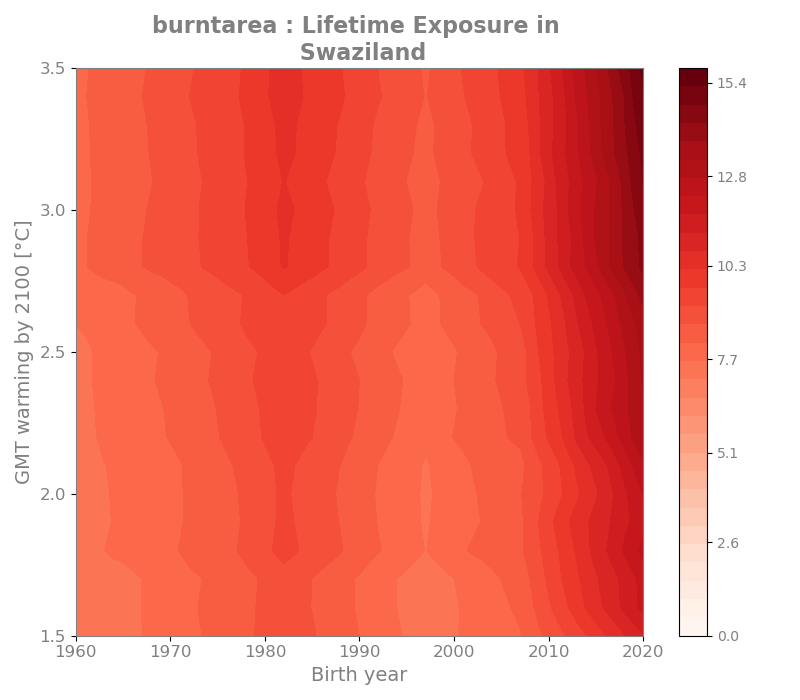 burntarea : Lifetime Exposure in
Swaziland
GMT warming by 2100 [°C]
3.5
3.0
2.5
2.0
1.5
1960 1970 1980 1990 2000 2010 2020
Birth year
15.4
12.8
10.3
7.7
5.1
2.6
0.0